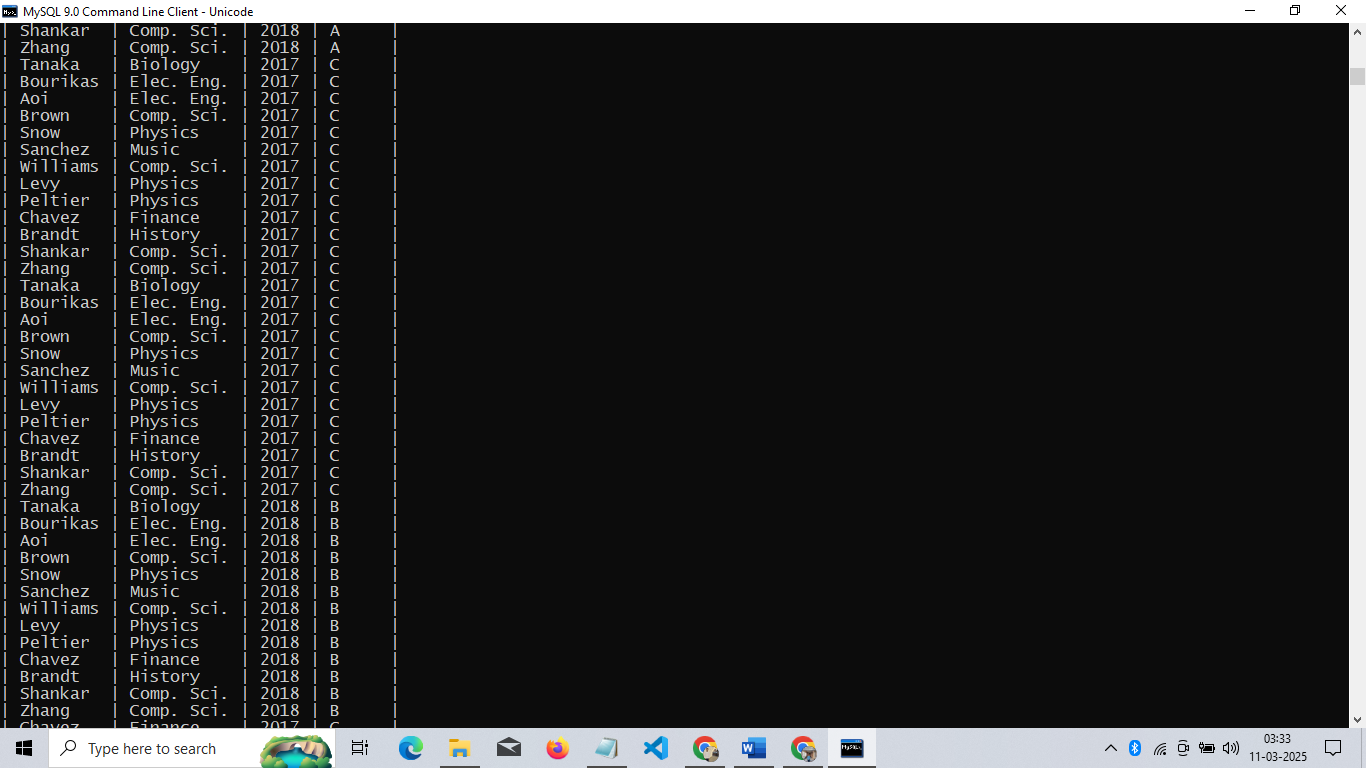 MySQL 9.0 Command Line Client - Unicode
| Shankar | Comp. Sci. | 2018 | A |
| Zhang | Comp. Sci. | 2018 | A |
| Tanaka | Biology | 2017 | C |
| Bourikas | Elec. Eng. | 2017 | C |
| Aoi | Elec. Eng. | 2017 | C |
| Brown | Comp. Sci. | 2017 | C |
| Snow | Physics | 2017 | C |
| Sanchez | Music | 2017 | C |
| Williams | Comp. Sci. | 2017 | C |
| Levy | Physics | 2017 | C |
| Peltier | Physics | 2017 | C |
| Chavez | Finance | 2017 | C |
| Brandt | History | 2017 | C |
| Shankar | Comp. Sci. | 2017 | C |
| Zhang | Comp. Sci. | 2017 | C |
| Tanaka | Biology | 2017 | C |
| Bourikas | Elec. Eng. | 2017 | C |
| Aoi | Elec. Eng. | 2017 | C |
| Brown | Comp. Sci. | 2017 | C |
| Snow | Physics | 2017 | C |
| Sanchez | Music | 2017 | C |
| Williams | Comp. Sci. | 2017 | C |
| Levy | Physics | 2017 | C |
| Peltier | Physics | 2017 | C |
| Chavez | Finance | 2017 | C |
| Brandt | History | 2017 | C |
| Shankar | Comp. Sci. | 2017 | C |
| Zhang | Comp. Sci. | 2017 | C |
| Tanaka | Biology | 2018 | B |
| Bourikas | Elec. Eng. | 2018 | B |
| Aoi | Elec. Eng. | 2018 | B |
| Brown | Comp. Sci. | 2018 | B |
| Snow | Physics | 2018 | B |
| Sanchez | Music | 2018 | B |
| Williams | Comp. Sci. | 2018 | B |
| Levy | Physics | 2018 | B |
| Peltier | Physics | 2018 | B |
| Chavez | Finance | 2018 | B |
| Brandt | History | 2018 | B |
| Shankar | Comp. Sci. | 2018 | B |
| Zhang | Comp. Sci. | 2018 | B |
| Chavez | Finance | 2017 | C |
Type here to search
03:33
11-03-2025